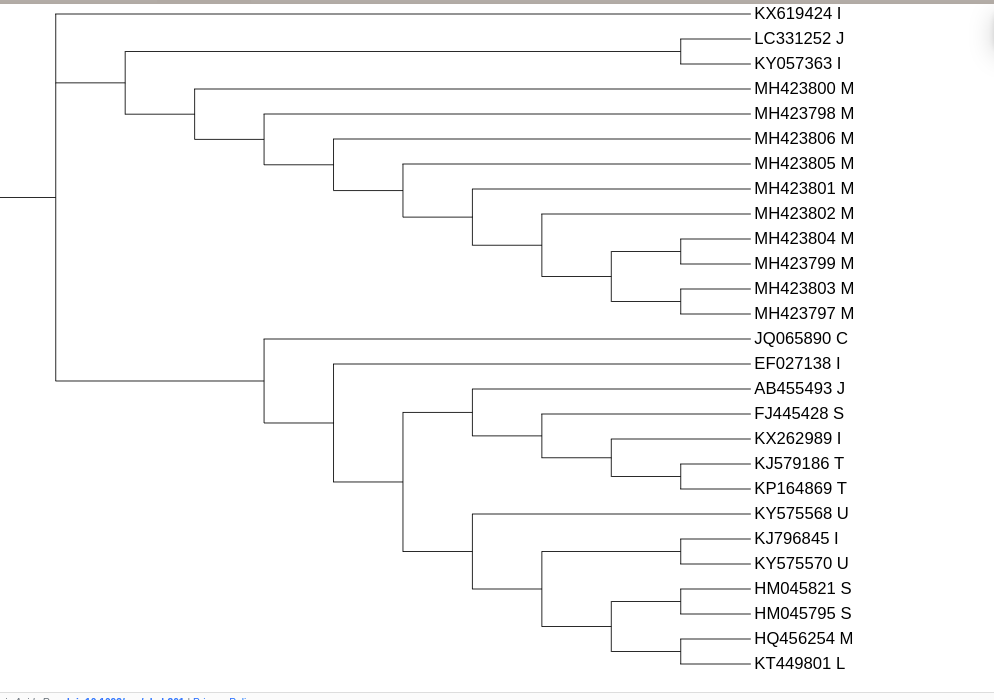 KX619424 I
LC331252 J
KY057363 I
MH423800 M
MH423798 M
MH423806 M
MH423805 M
MH423801 M
MH423802 M
MH423804 M
MH423799 M
MH423803 M
MH423797 M
JQ065890 C
EF027138 I
AB455493 J
FJ445428 S
KX262989 I
KJ579186 T
KP164869 T
KY575568 U
KJ796845 I
KY575570 U
HM045821 S
HM045795 S
HQ456254 M
KT449801 L